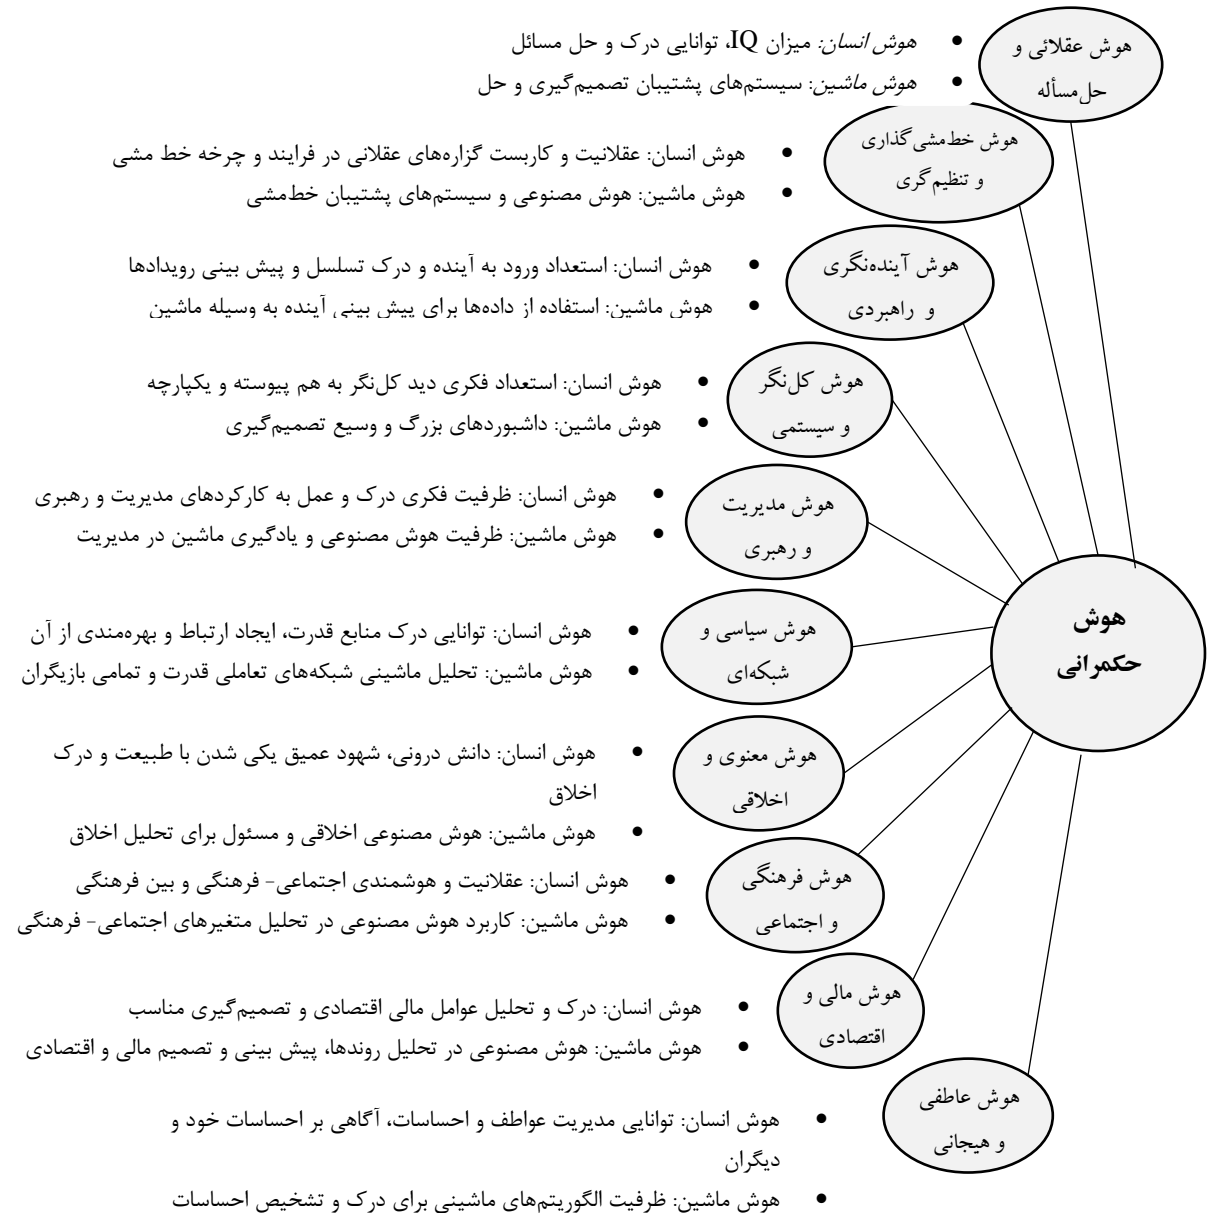 هوش عقلائی و
حل‌مسأله
هوش انسان: میزان IQ، توانایی درک و حل مسائل
هوش ماشین: سیستم‌های پشتیبان تصمیم‌گیری و حل
هوش خط‌مشی‌گذاری
و تنظیم‌گری
هوش انسان: عقلانیت و کاربست گزاره‌های عقلانی در فرایند و چرخه خط مشی
هوش ماشین: هوش مصنوعی و سیستم‌های پشتیبان خط‌مشی
هوش آینده‌نگری
و راهبردی
هوش انسان: استعداد ورود به آینده و درک تسلسل و پیش بینی رویدادها
هوش ماشین: استفاده از داده‌ها برای پیش بینی آینده به وسیله ماشین
هوش کل‌نگر
و سیستمی
هوش انسان: استعداد فکری دید کل‌نگر به هم پیوسته و یکپارچه
هوش ماشین: داشبوردهای بزرگ و وسیع تصمیم‌گیری
هوش مدیریت
و رهبری
هوش انسان: ظرفیت فکری درک و عمل به کارکردهای مدیریت و رهبری
هوش ماشین: ظرفیت هوش مصنوعی و یادگیری ماشین در مدیریت
هوش
حکمرانی
هوش سیاسی و
شبکه‌ای
هوش انسان: توانایی درک منابع قدرت، ایجاد ارتباط و بهره‌مندی از آن
هوش ماشین: تحلیل ماشینی شبکه‌های تعاملی قدرت و تمامی بازیگران
هوش معنوی و
اخلاقی
هوش انسان: دانش درونی، شهود عمیق یکی شدن با طبیعت و درک
اخلاق
هوش ماشین: هوش مصنوعی اخلاقی و مسئول برای تحلیل اخلاق
هوش فرهنگی
و اجتماعی
هوش انسان: عقلانیت و هوشمندی اجتماعی- فرهنگی و بین فرهنگی
هوش ماشین: کاربرد هوش مصنوعی در تحلیل متغیرهای اجتماعی- فرهنگی
هوش مالی و
اقتصادی
هوش انسان: درک و تحلیل عوامل مالی اقتصادی و تصمیم‌گیری مناسب
هوش ماشین: هوش مصنوعی در تحلیل روندها، پیش بینی و تصمیم مالی و اقتصادی
هوش عاطفی
و هیجانی
هوش انسان: توانایی مدیریت عواطف و احساسات، آگاهی بر احساسات خود و
دیگران
هوش ماشین: ظرفیت الگوریتم‌های ماشینی برای درک و تشخیص احساسات